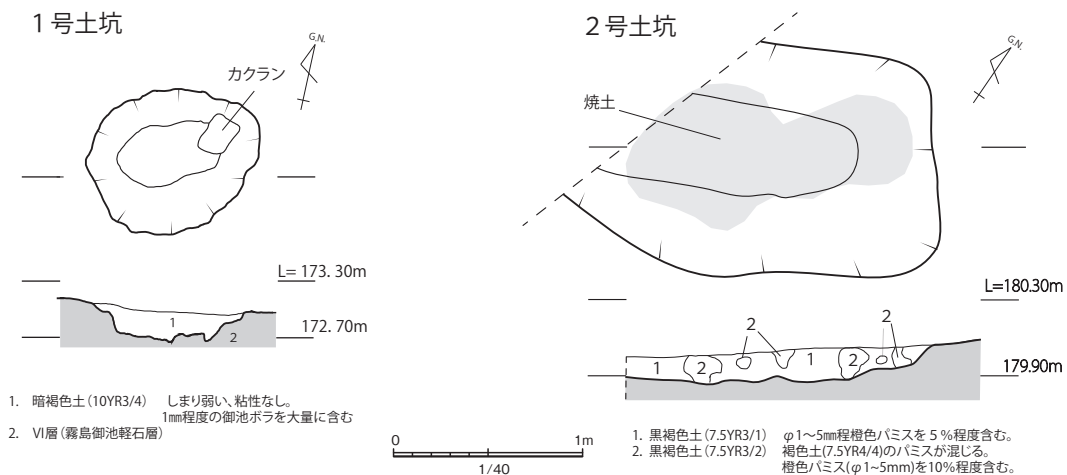 1号土坑
G.N.
カクラン
L= 173. 30m
1
2
172. 70m
1. 暗褐色土(10YR3/4) しまり弱い、粘性なし。
1㎜程度の御池ボラを大量に含む
2. Ⅵ層(霧島御池軽石層)
2号土坑
G.N.
焼土
L=180.30m
2
2
1
2
1
2
179.90m
0
1m
1/40
1. 黒褐色土(7.5YR3/1) φ1～5㎜程橙色パミスを5%程度含む。
2. 黒褐色土(7.5YR3/2) 褐色土(7.5YR4/4)のパミスが混じる。
橙色パミス(φ1~5mm)を10%程度含む。